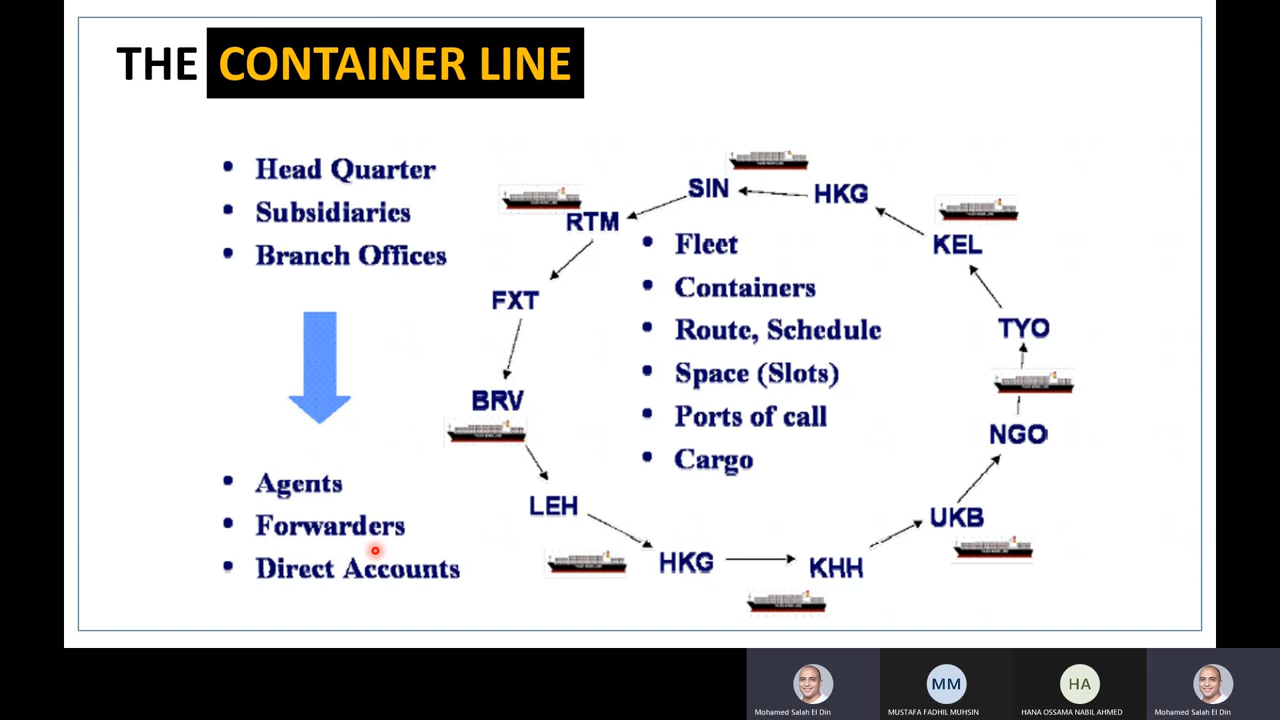 THE CONTAINER LINE
• Head Quarter
• Subsidiaries
• Branch Offices
• Agents
• Forwarders
• Direct Accounts
SIN
HKG
RTM
KEL
FXT
TYO
BRV
NGO
LEH
UKB
HKG
KHH
• Fleet
• Containers
• Route, Schedule
• Space (Slots)
• Ports of call
• Cargo
Mohamed Salah El Din
MM
MUSTAFA FADHIL MUHSIN
HA
HANA OSSAMA NABIL AHMED
Mohamed Salah El Din